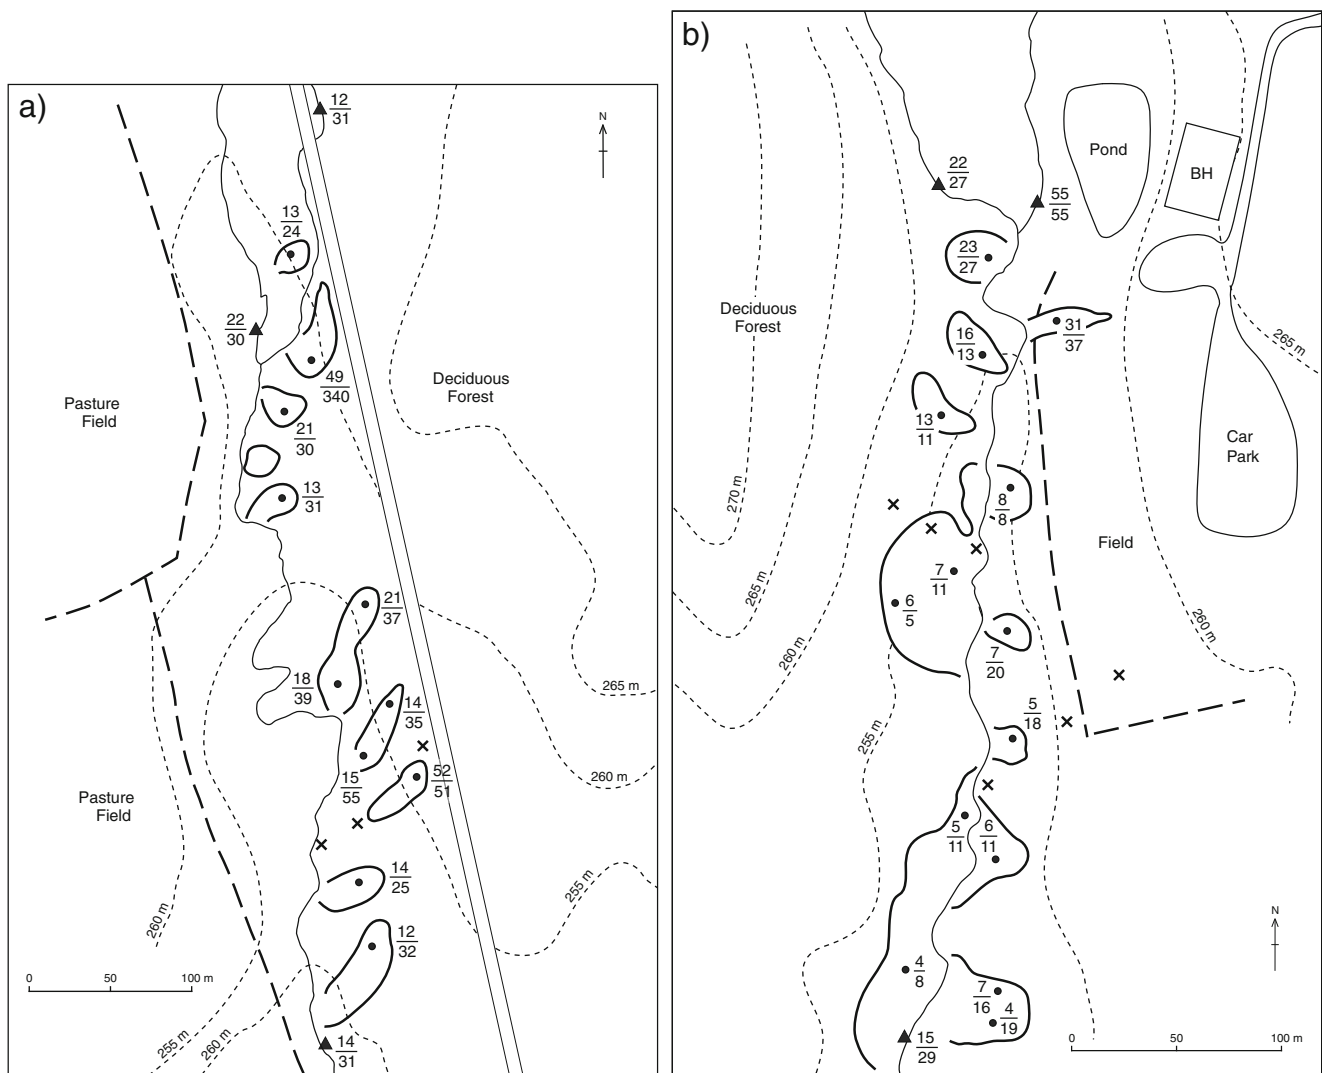 a)
12
31
N
13
24
22
30
49
340
Deciduous
Forest
Pasture
Field
21
30
13
31
21
37
18
39
14
35
265 m
15
55
52
51
260 m
Pasture
Field
14
25
255 m
260 m
12
32
0 50 100 m
255 m
260 m
14
31
b)
22
27
55
55
Pond
BH
23
27
Deciduous
Forest
31
37
16
13
265 m
13
11
Car
Park
270 m
8
8
Field
7
11
6
5
265 m
260 m
260 m
7
20
5
18
255 m
5
11
6
11
N
4
8
7
16
4
19
15
29
0 50 100 m